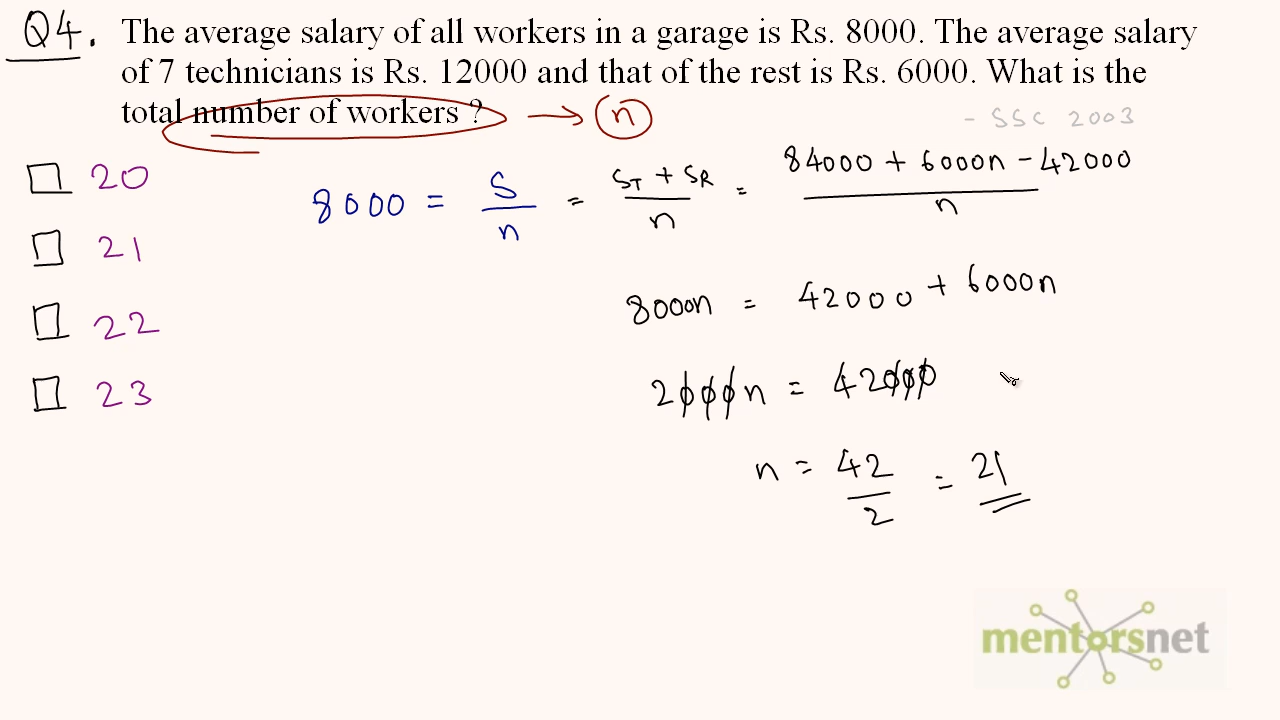 Q4. The average salary of all workers in a garage is Rs. 8000. The average salary
of 7 technicians is Rs. 12000 and that of the rest is Rs. 6000. What is the
total number of workers ? → n
- SSC 2003
20
21
22
23
8000 = S/n = (S_T + S_R)/n = (84000 + 6000n - 42000)/n
8000n = 42000 + 6000n
2000n = 42000
n = 42/2 = 21
mentorsnet